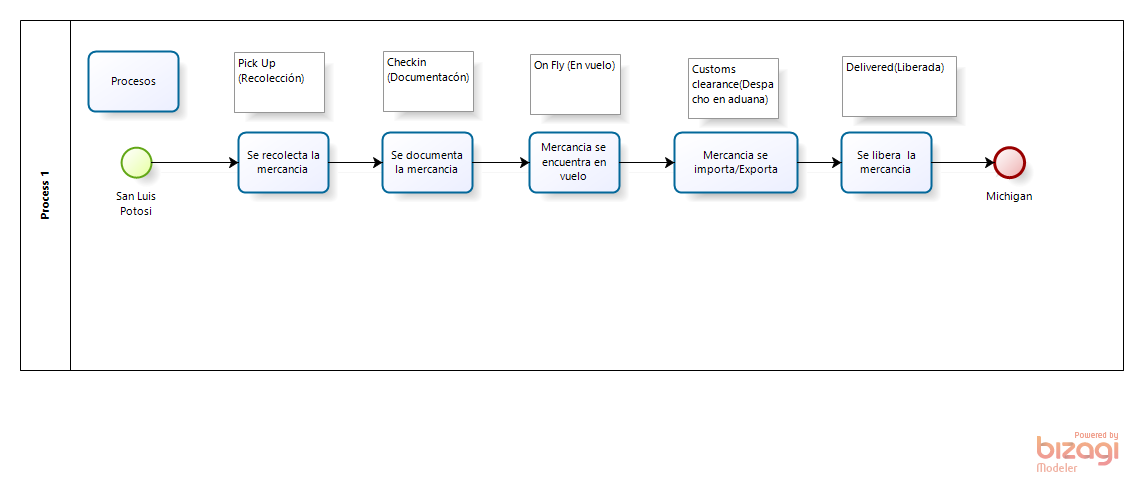 Process 1
Procesos
Pick Up
(Recolección)
Checkin
(Documentacón)
On Fly (En vuelo)
Customs
clearance(Despa
cho en aduana)
Delivered(Liberada)
San Luis
Potosi
Se recolecta la
mercancia
Se documenta
la mercancia
Mercancia se
encuentra en
vuelo
Mercancia se
importa/Exporta
Se libera la
mercancia
Michigan
Powered by
bizagi
Modeler